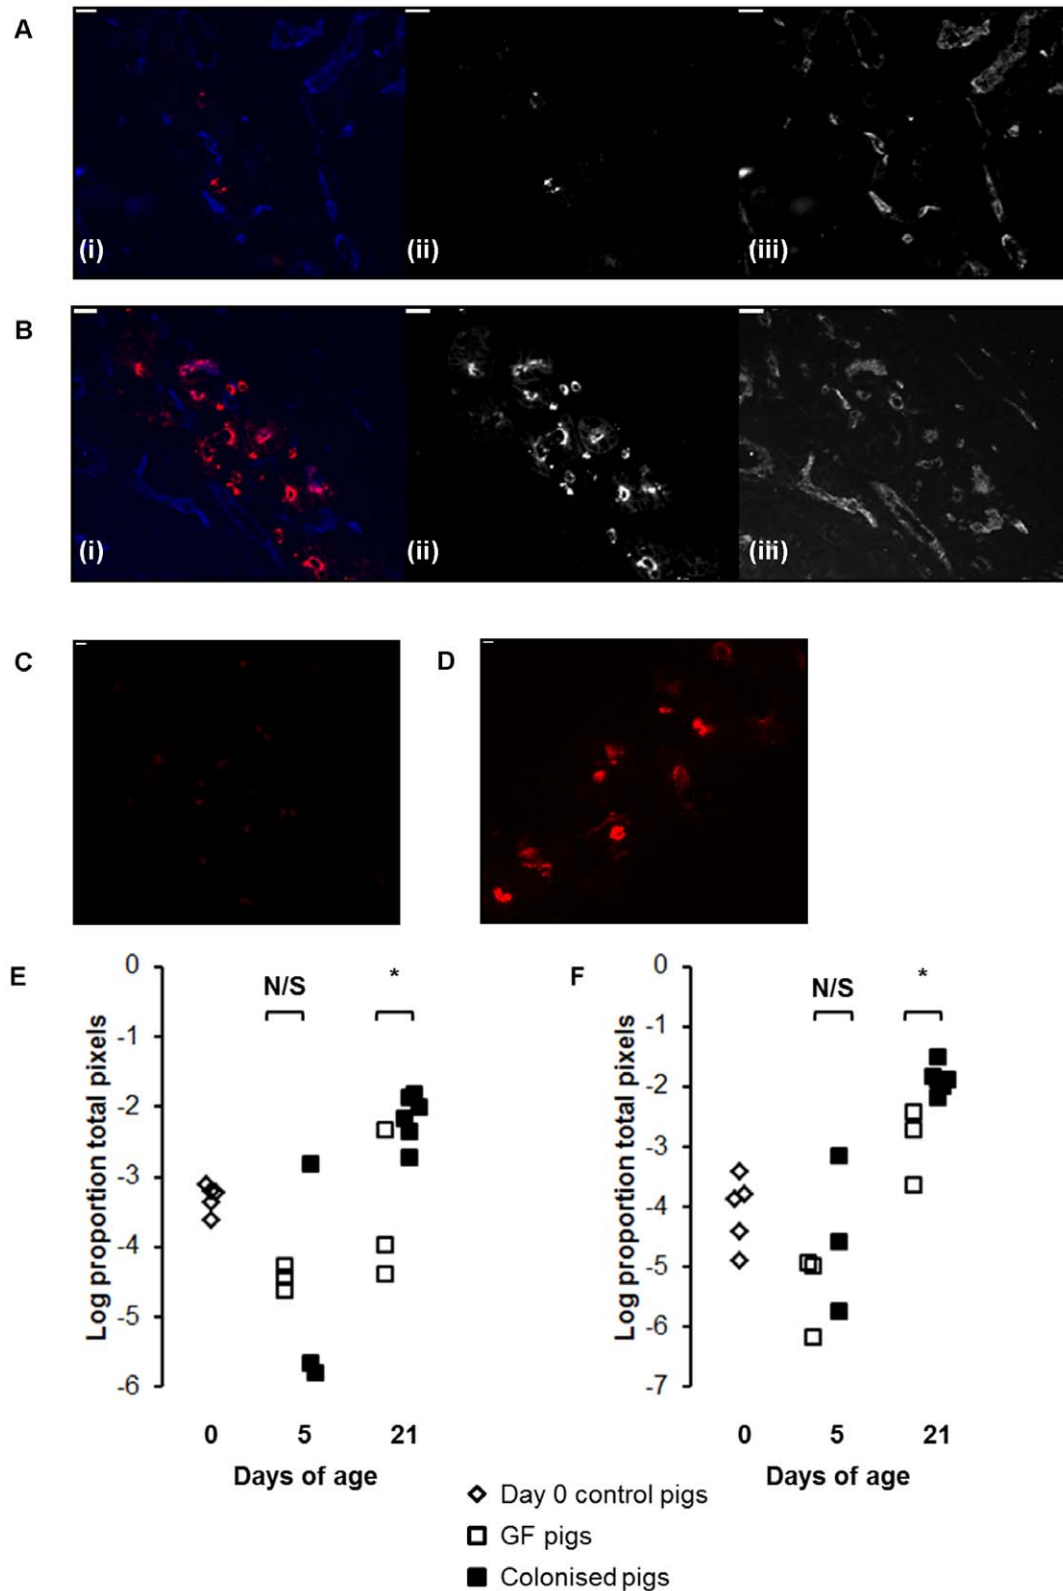 A
(i)
(ii)
(iii)
B
(i)
(ii)
(iii)
C
D
E
Log proportion total pixels
0
-1
-2
-3
-4
-5
-6
N/S
*
0
5
21
Days of age
F
Log proportion total pixels
0
-1
-2
-3
-4
-5
-6
-7
N/S
*
0
5
21
Days of age
Day 0 control pigs
GF pigs
Colonised pigs